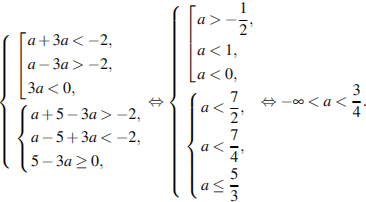 { [ a + 3a < −2,
a − 3a > −2,
3a < 0,
{ a + 5 − 3a > −2,
a − 5 + 3a < −2,
5 − 3a ≥ 0,
⇔
{ [ a > −1/2,
a < 1,
a < 0,
{ a < 7/2,
a < 7/4,
a ≤ 5/3
⇔ −∞ < a < 3/4.